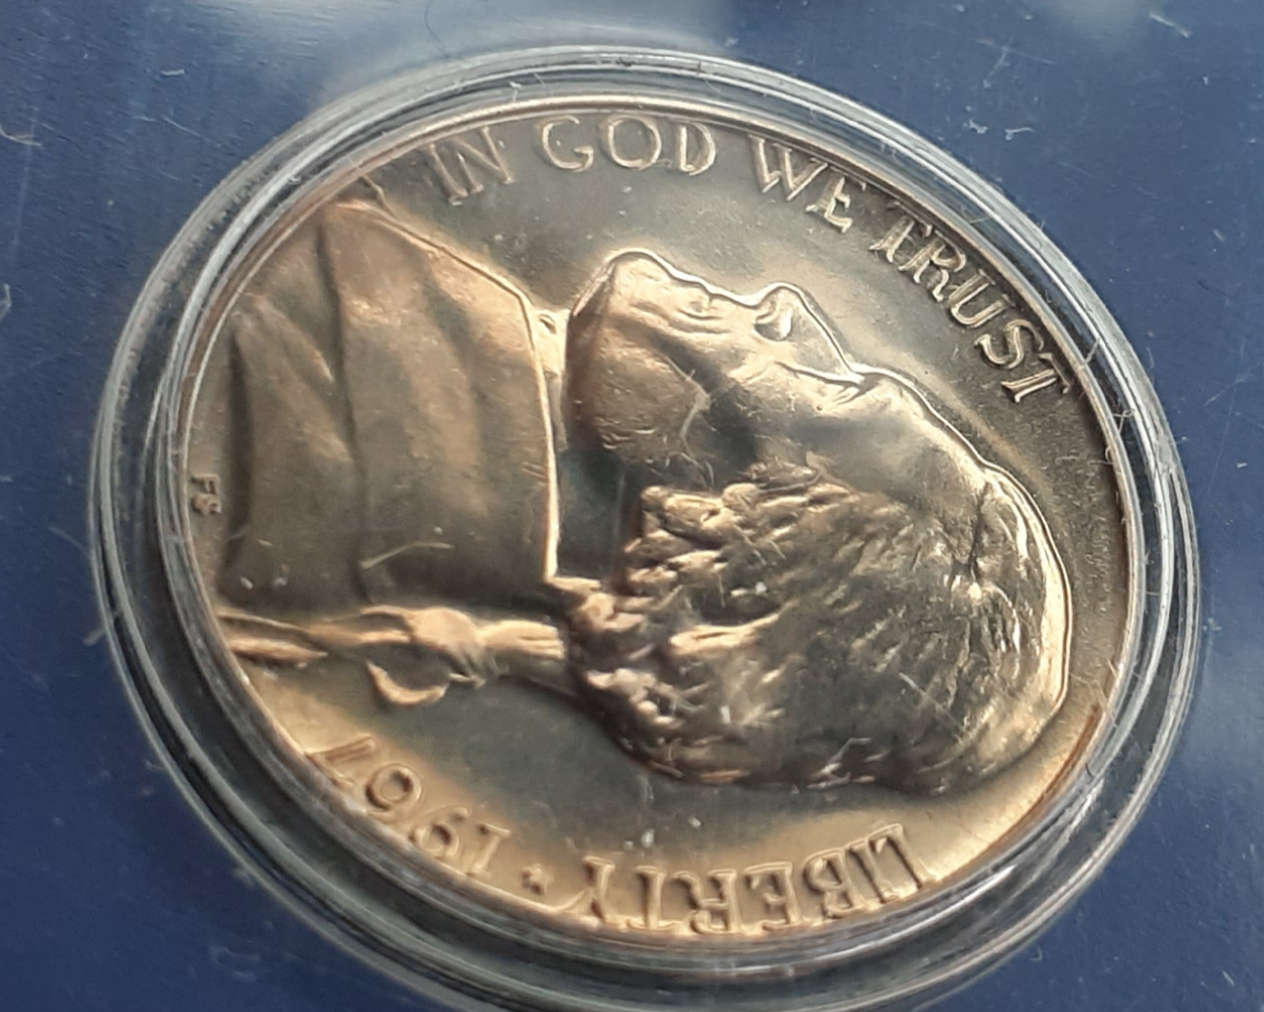 IN GOD WE TRUST
LIBERTY * 1967
FS